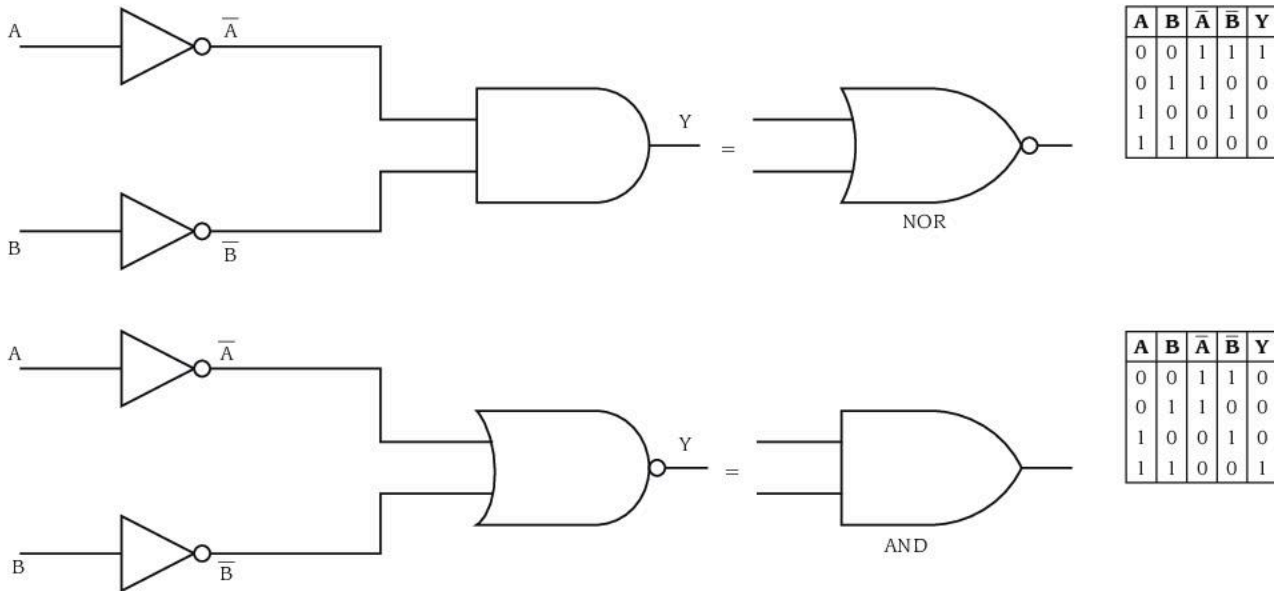 A A̅ Y = NOR B B̅
A B A̅ B̅ Y
0 0 1 1 1
0 1 1 0 0
1 0 0 1 0
1 1 0 0 0
A A̅ Y = AND B B̅
A B A̅ B̅ Y
0 0 1 1 0
0 1 1 0 0
1 0 0 1 0
1 1 0 0 1